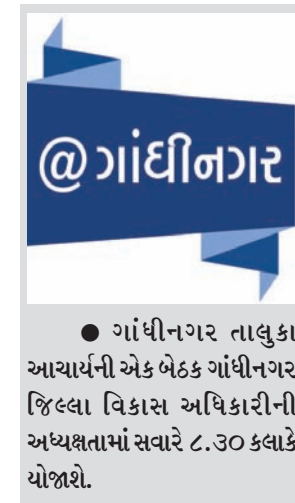 @ ગાંધીનગર
● ગાંધીનગર તાલુકા
આચાર્યની એક બેઠક ગાંધીનગર
જિલ્લા વિકાસ અધિકારીની
અધ્યક્ષતામાં સવારે ૮.૩૦ કલાકે
યોજાશે.